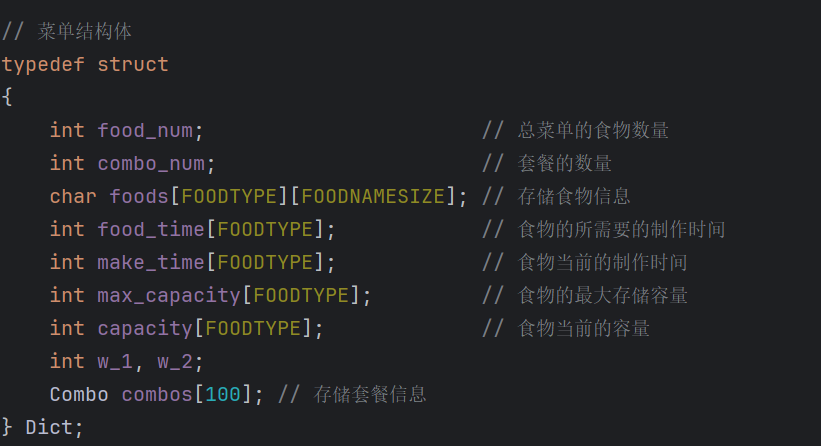 // 菜单结构体
typedef struct
{
    int food_num;                       // 总菜单的食物数量
    int combo_num;                      // 套餐的数量
    char foods[FOODTYPE][FOODNAMESIZE]; // 存储食物信息
    int food_time[FOODTYPE];            // 食物的所需要的制作时间
    int make_time[FOODTYPE];            // 食物当前的制作时间
    int max_capacity[FOODTYPE];         // 食物的最大存储容量
    int capacity[FOODTYPE];             // 食物当前的容量
    int w_1, w_2;
    Combo combos[100]; // 存储套餐信息
} Dict;